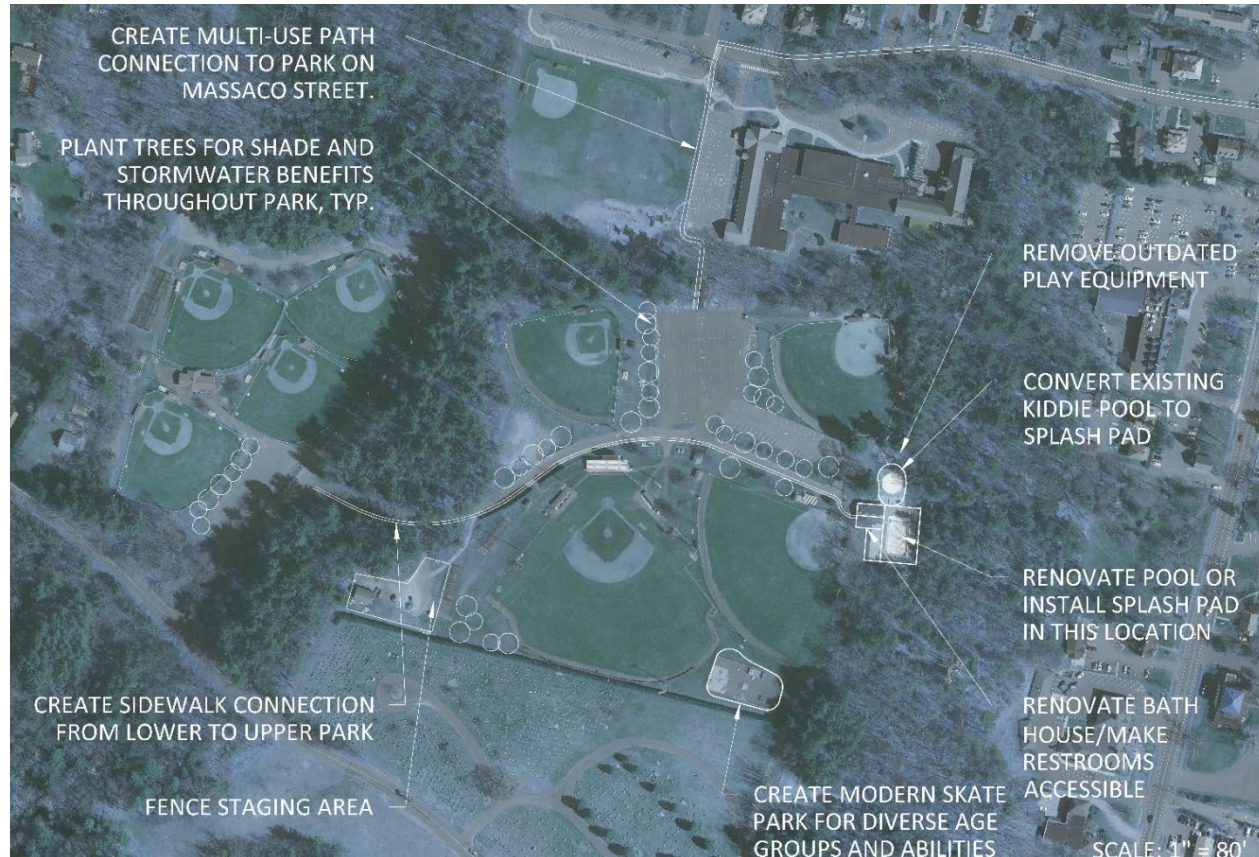 CREATE MULTI-USE PATH
CONNECTION TO PARK ON
MASSACO STREET.
PLANT TREES FOR SHADE AND
STORMWATER BENEFITS
THROUGHOUT PARK, TYP.
REMOVE OUTDATED
PLAY EQUIPMENT
CONVERT EXISTING
KIDDIE POOL TO
SPLASH PAD
RENOVATE POOL OR
INSTALL SPLASH PAD
IN THIS LOCATION
CREATE SIDEWALK CONNECTION
FROM LOWER TO UPPER PARK
RENOVATE BATH
HOUSE/MAKE
RESTROOMS
ACCESSIBLE
FENCE STAGING AREA
CREATE MODERN SKATE
PARK FOR DIVERSE AGE
GROUPS AND ABILITIES
SCALE: 1" = 80'